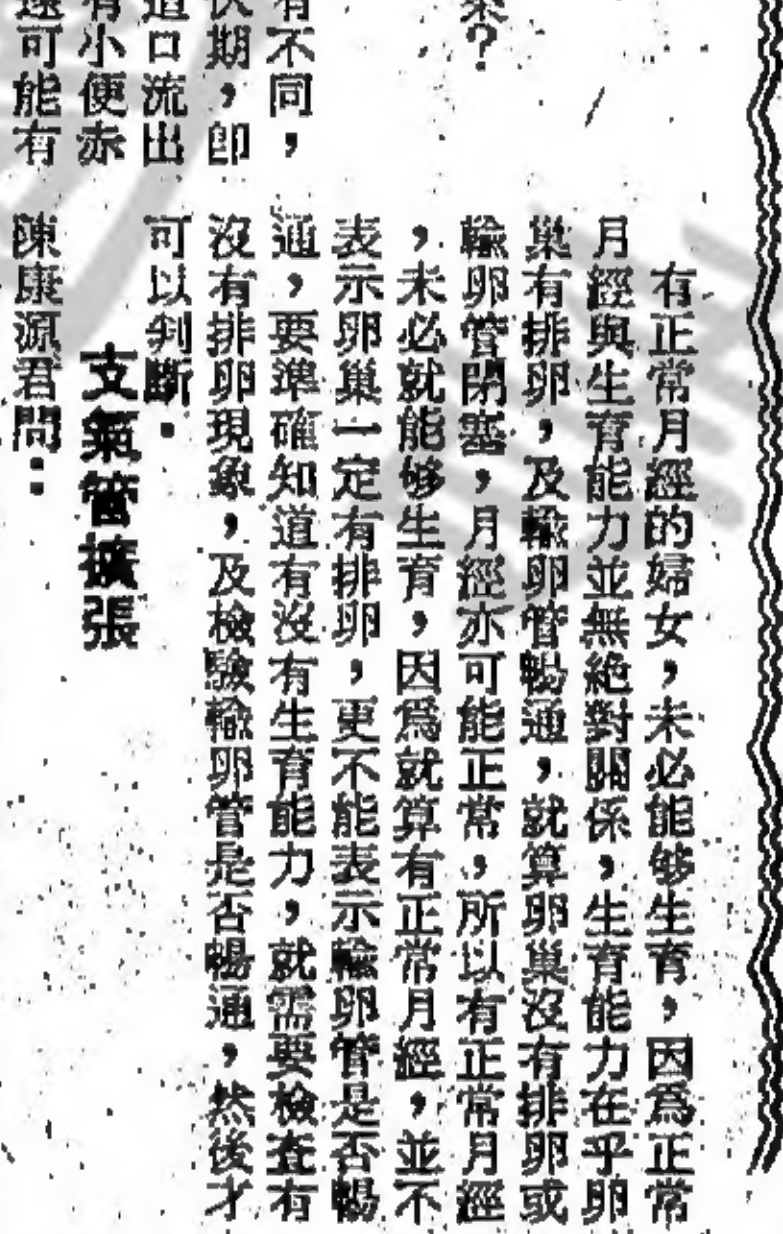 來？
有不同，
伏期，卽
道口流出
有小便赤
可能有
有正常月經的婦女，未必能够生育，因爲正常
月經與生育能力並無絕對關係，生育能力在乎卵
巢有排卵，及輸卵管暢通，就算卵巢沒有排卵或
輸卵管閉塞，月經亦可能正常，所以有正常月經
，未必就能够生育，因爲就算有正常月經，並不
表示卵巢一定有排卵，更不能表示輸卵管是否暢
通，要準確知道有沒有生育能力，就需要檢查有
沒有排卵現象，及檢驗輸卵管是否暢通，然後才
可以判斷。
支氣管擴張
陳康源君問：